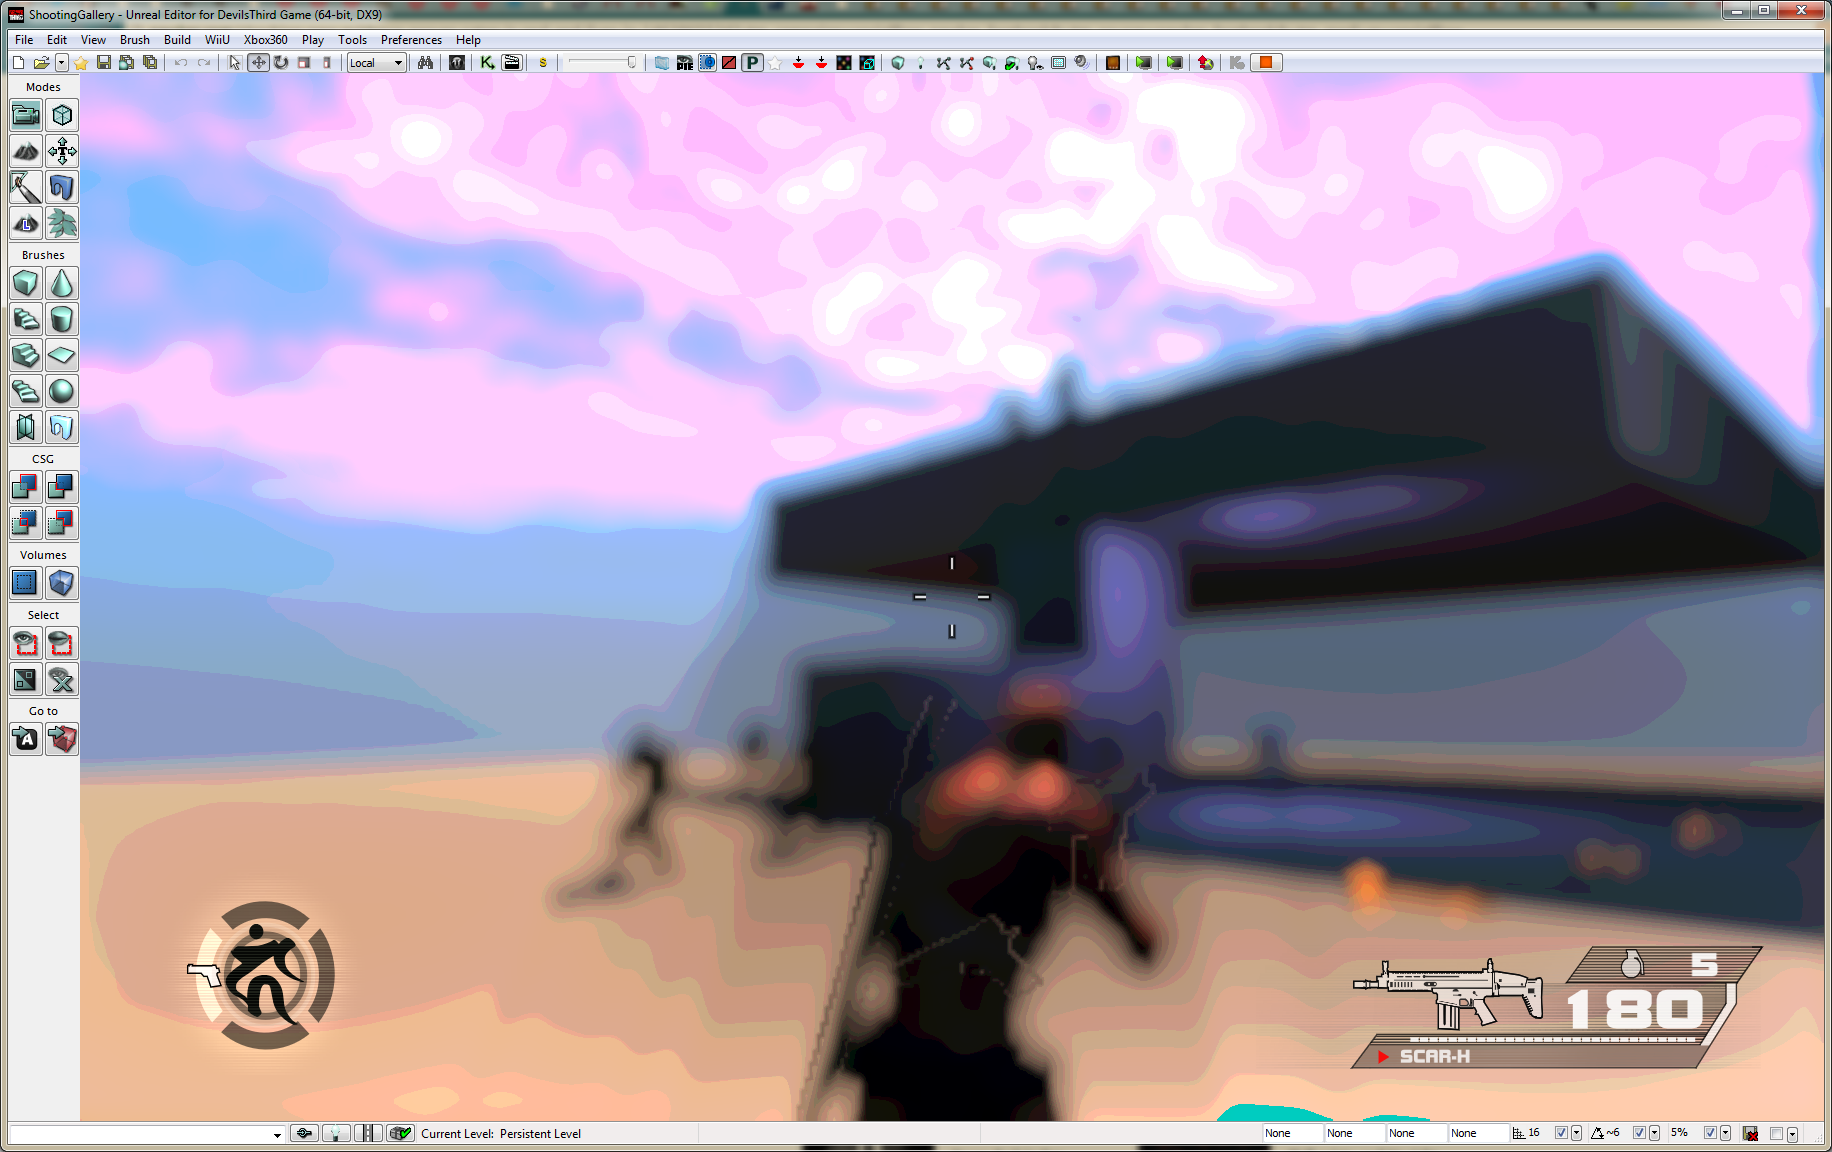 ShootingGallery - Unreal Editor for DevilsThird Game (64-bit, DX9)
File Edit View Brush Build WiiU Xbox360 Play Tools Preferences Help
Local
P
Modes
L
Brushes
CSG
Volumes
Select
Go to
A
5
180
SCAR-H
Current Level: Persistent Level
None None None None 16 ~6 5%